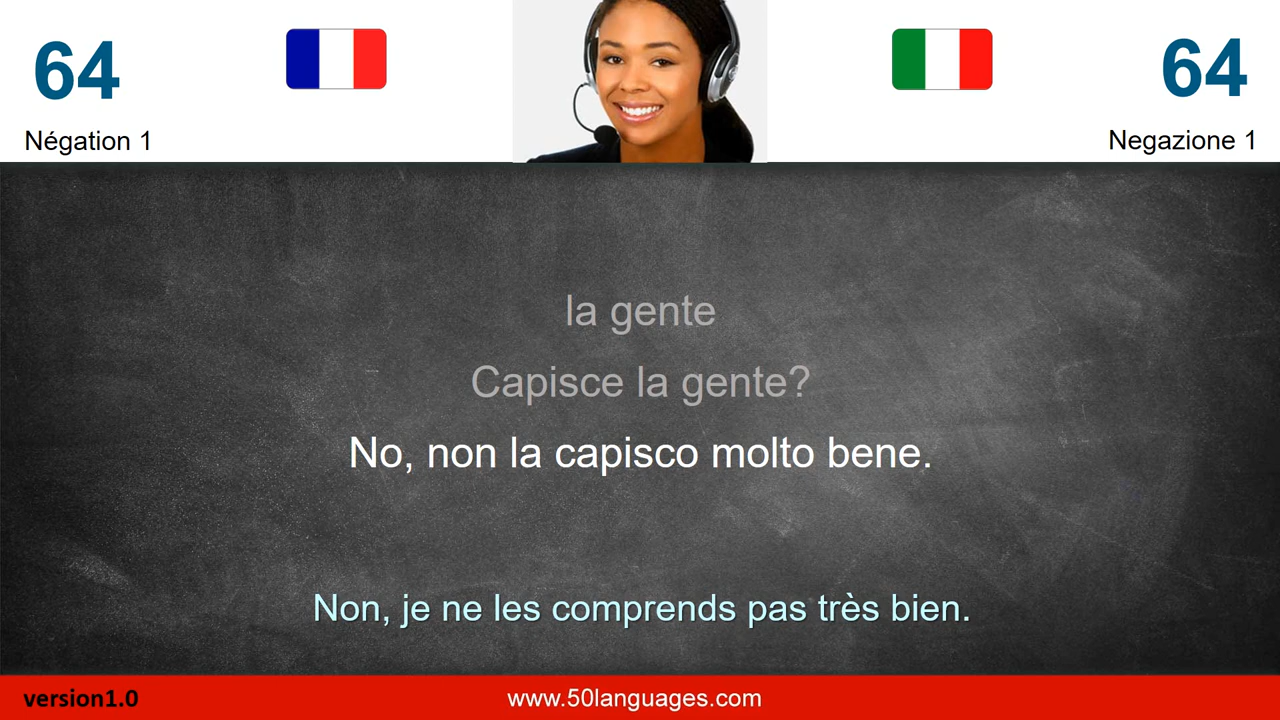 64
64
Négation 1
Negazione 1
la gente
Capisce la gente?
No, non la capisco molto bene.
Non, je ne les comprends pas très bien.
version1.0
www.50languages.com